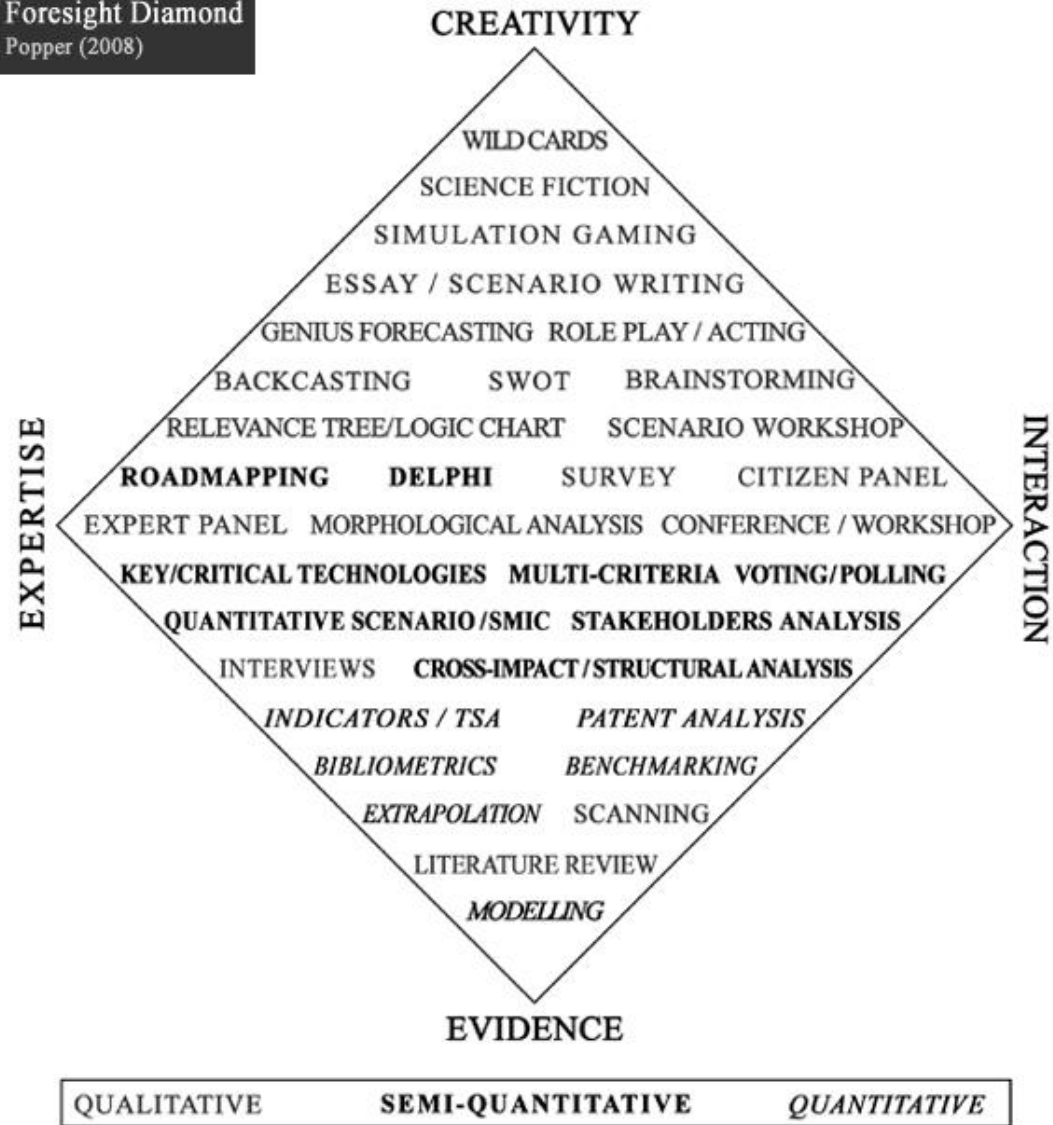 Foresight Diamond
Popper (2008)
CREATIVITY
WILD CARDS
SCIENCE FICTION
SIMULATION GAMING
ESSAY / SCENARIO WRITING
GENIUS FORECASTING ROLE PLAY / ACTING
BACKCASTING SWOT BRAINSTORMING
RELEVANCE TREE/LOGIC CHART SCENARIO WORKSHOP
ROADMAPPING DELPHI SURVEY CITIZEN PANEL
EXPERTISE
EXPERT PANEL MORPHOLOGICAL ANALYSIS CONFERENCE / WORKSHOP
INTERACTION
KEY/CRITICAL TECHNOLOGIES MULTI-CRITERIA VOTING/POLLING
QUANTITATIVE SCENARIO/SMIC STAKEHOLDERS ANALYSIS
INTERVIEWS CROSS-IMPACT/STRUCTURAL ANALYSIS
INDICATORS / TSA PATENT ANALYSIS
BIBLIOMETRICS BENCHMARKING
EXTRAPOLATION SCANNING
LITERATURE REVIEW
MODELLING
EVIDENCE
QUALITATIVE SEMI-QUANTITATIVE QUANTITATIVE